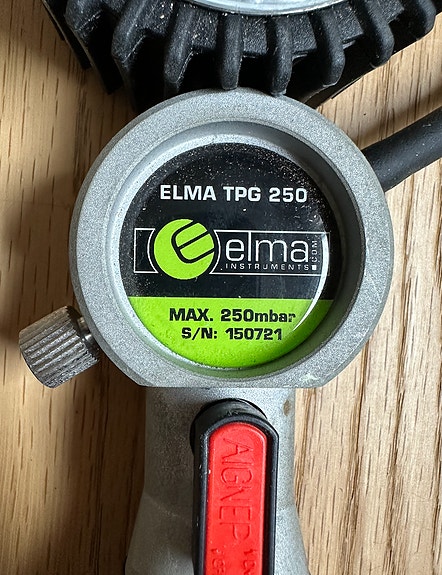 ELMA TPG 250
elma
INSTRUMENTS.COM
MAX. 250mbar
S/N: 150721
AIGNEP